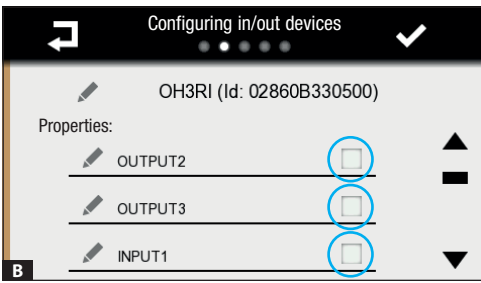 Configuring in/out devices
OH3RI (Id: 02860B330500)
Properties:
OUTPUT2
OUTPUT3
INPUT1
B